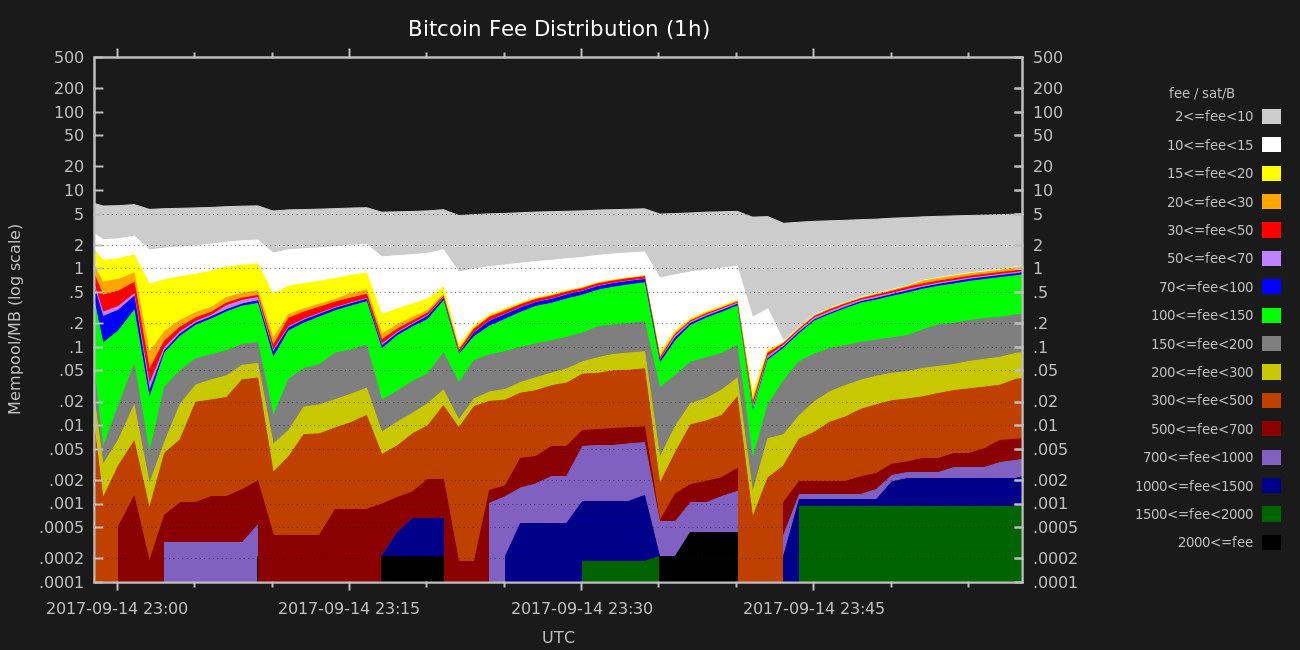 Bitcoin Fee Distribution (1h)
500 500
200 200
100 100
50 50
20 20
10 10
5 5
2 2
1 1
.5 .5
.2 .2
.1 .1
.05 .05
.02 .02
.01 .01
.005 .005
.002 .002
.001 .001
.0005 .0005
.0002 .0002
.0001 .0001
Mempool/MB (log scale)
2017-09-14 23:00 2017-09-14 23:15 2017-09-14 23:30 2017-09-14 23:45
UTC
fee / sat/B
2<=fee<10
10<=fee<15
15<=fee<20
20<=fee<30
30<=fee<50
50<=fee<70
70<=fee<100
100<=fee<150
150<=fee<200
200<=fee<300
300<=fee<500
500<=fee<700
700<=fee<1000
1000<=fee<1500
1500<=fee<2000
2000<=fee